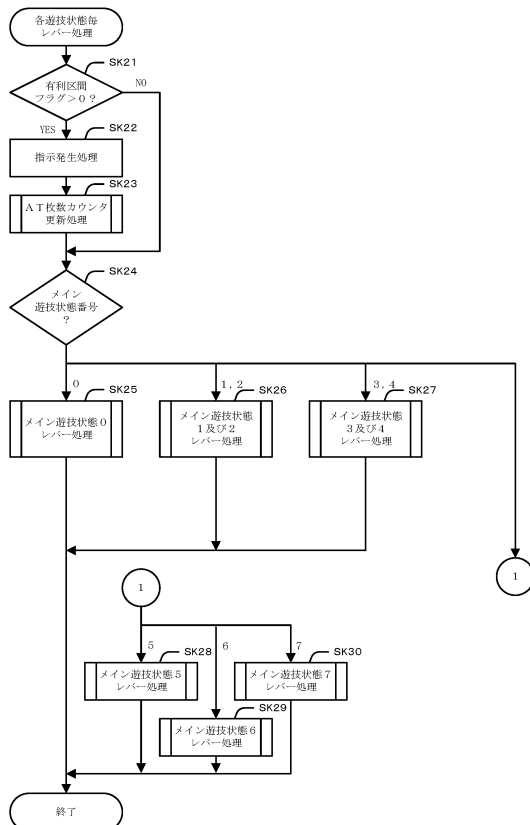 各遊技状態毎
レバー処理
SK21
有利区間
フラグ＞０？
NO
YES
SK22
指示発生処理
SK23
ＡＴ枚数カウンタ
更新処理
SK24
メイン
遊技状態番号
？
0
SK25
メイン遊技状態０
レバー処理
1, 2
SK26
メイン遊技状態
１及び２
レバー処理
3, 4
SK27
メイン遊技状態
３及び４
レバー処理
1
1
5
SK28
メイン遊技状態５
レバー処理
6
SK29
メイン遊技状態６
レバー処理
7
SK30
メイン遊技状態７
レバー処理
終了